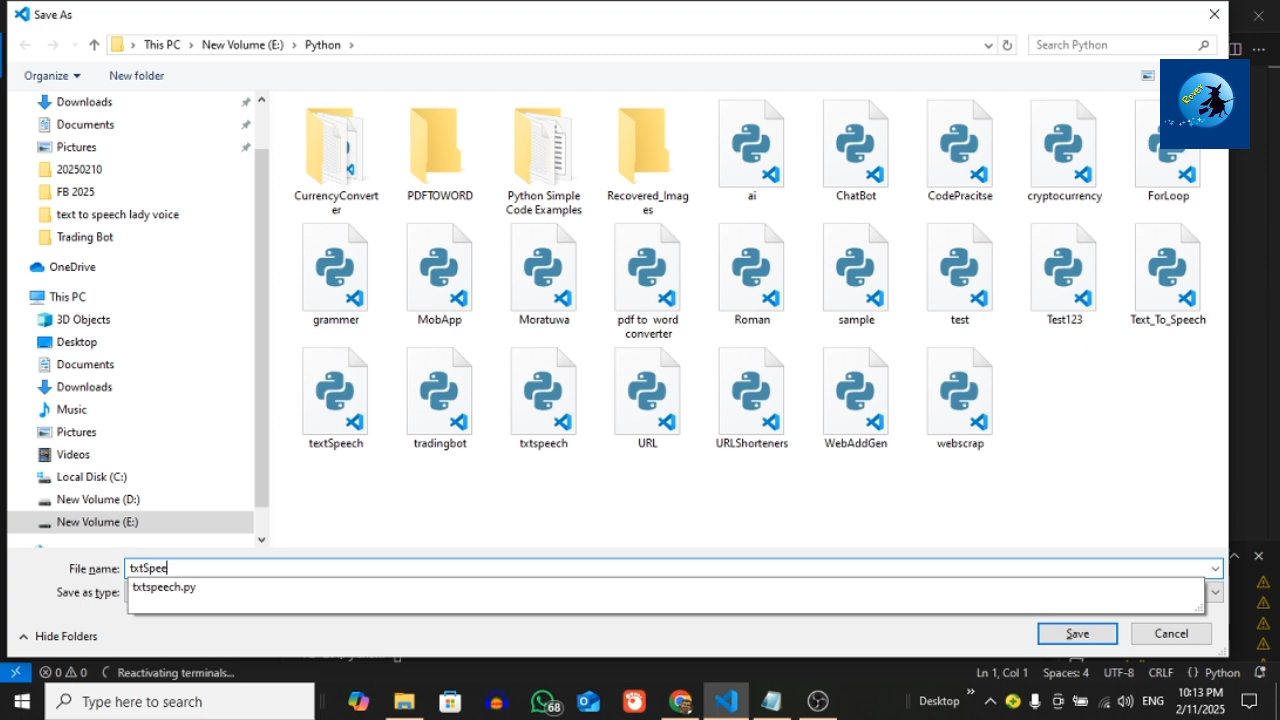 Save As
This PC
New Volume (E:)
Python
Search Python
Organize
New folder
Rover
Downloads
Documents
Pictures
20250210
FB 2025
text to speech lady voice
Trading Bot
OneDrive
This PC
3D Objects
Desktop
Documents
Downloads
Music
Pictures
Videos
Local Disk (C:)
New Volume (D:)
New Volume (E:)
CurrencyConvert
er
PDFTOWORD
Python Simple
Code Examples
Recovered_Imag
es
ai
ChatBot
CodePracitse
cryptocurrency
ForLoop
grammer
MobApp
Moratuwa
pdf to word
converter
Roman
sample
test
Test123
Text_To_Speech
textSpeech
tradingbot
txtspeech
URL
URLShorteners
WebAddGen
webscrap
File name: txtSpee
txtspeech.py
Save as type:
Hide Folders
Save
Cancel
0 0 Reactivating terminals... Ln 1, Col 1 Spaces: 4 UTF-8 CRLF {} Python
Type here to search
68
Desktop
ENG
10:13 PM
2/11/2025